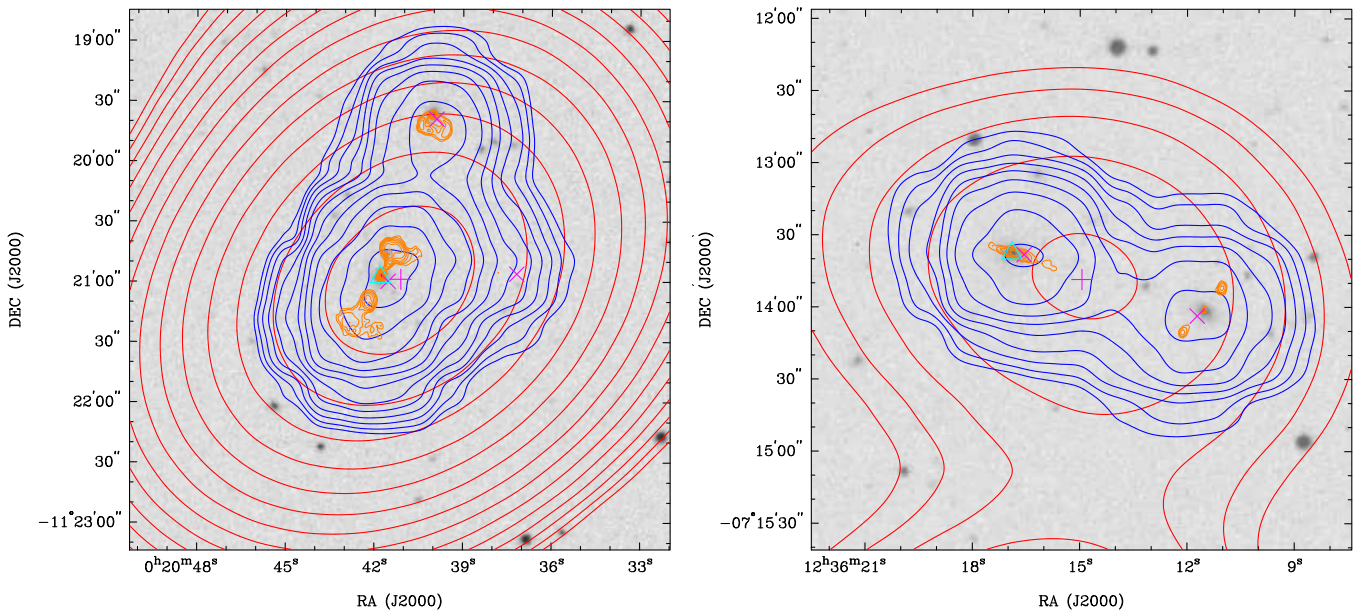 19'00"
30"
20'00"
30"
21'00"
30"
22'00"
30"
−11°23'00"
DEC (J2000)
0ʰ20ᵐ48ˢ 45ˢ 42ˢ 39ˢ 36ˢ 33ˢ
RA (J2000)
12'00"
30"
13'00"
30"
14'00"
30"
15'00"
−07°15'30"
DEC (J2000)
12ʰ36ᵐ21ˢ 18ˢ 15ˢ 12ˢ 9ˢ
RA (J2000)